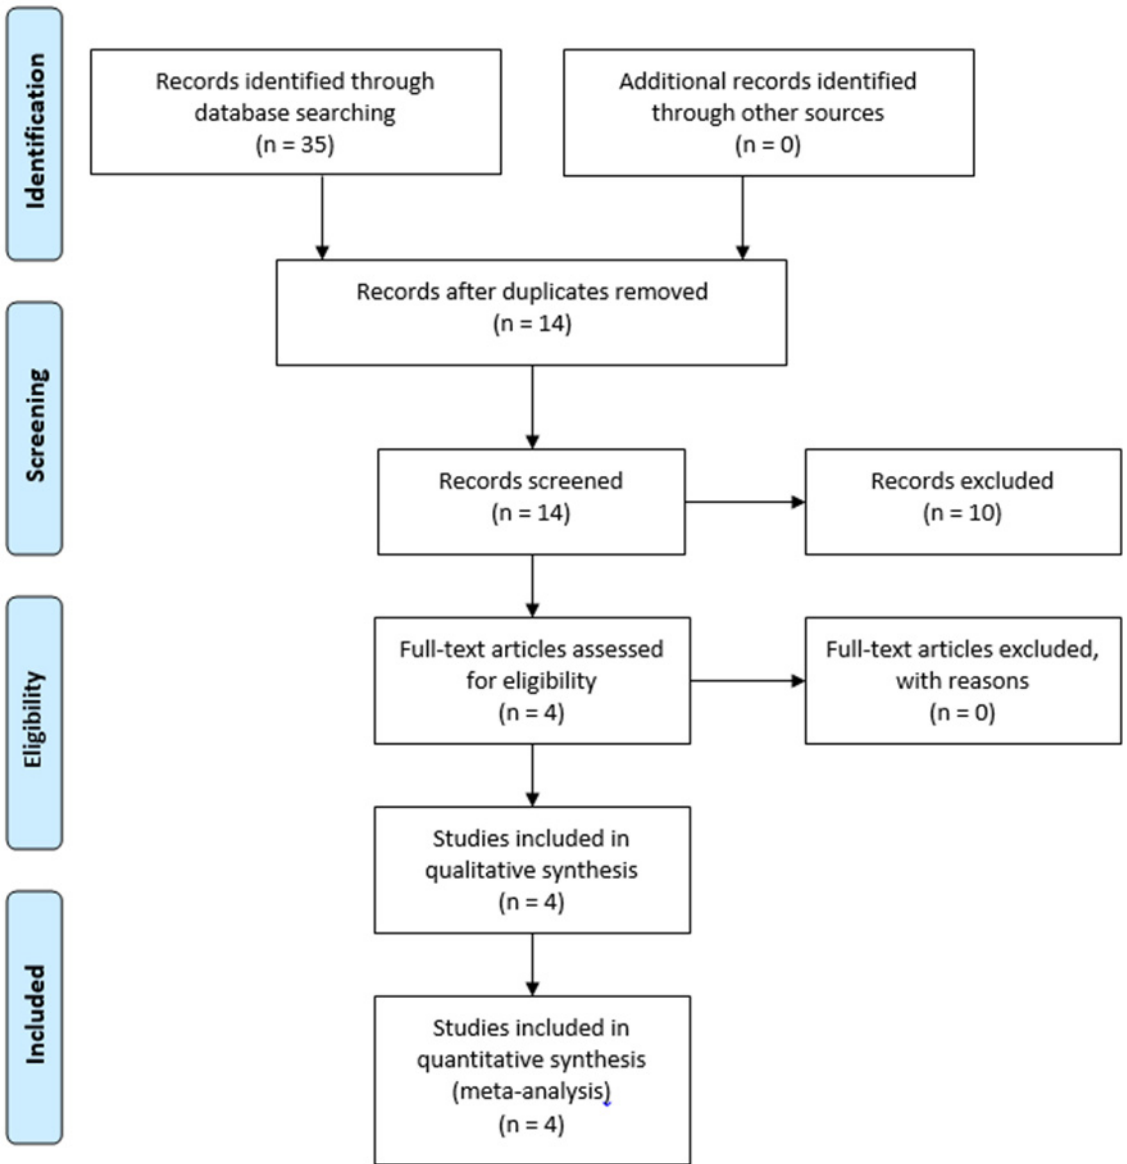 Identification
Records identified through
database searching
(n = 35)
Additional records identified
through other sources
(n = 0)
Records after duplicates removed
(n = 14)
Screening
Records screened
(n = 14)
Records excluded
(n = 10)
Eligibility
Full-text articles assessed
for eligibility
(n = 4)
Full-text articles excluded,
with reasons
(n = 0)
Studies included in
qualitative synthesis
(n = 4)
Included
Studies included in
quantitative synthesis
(meta-analysis)
(n = 4)